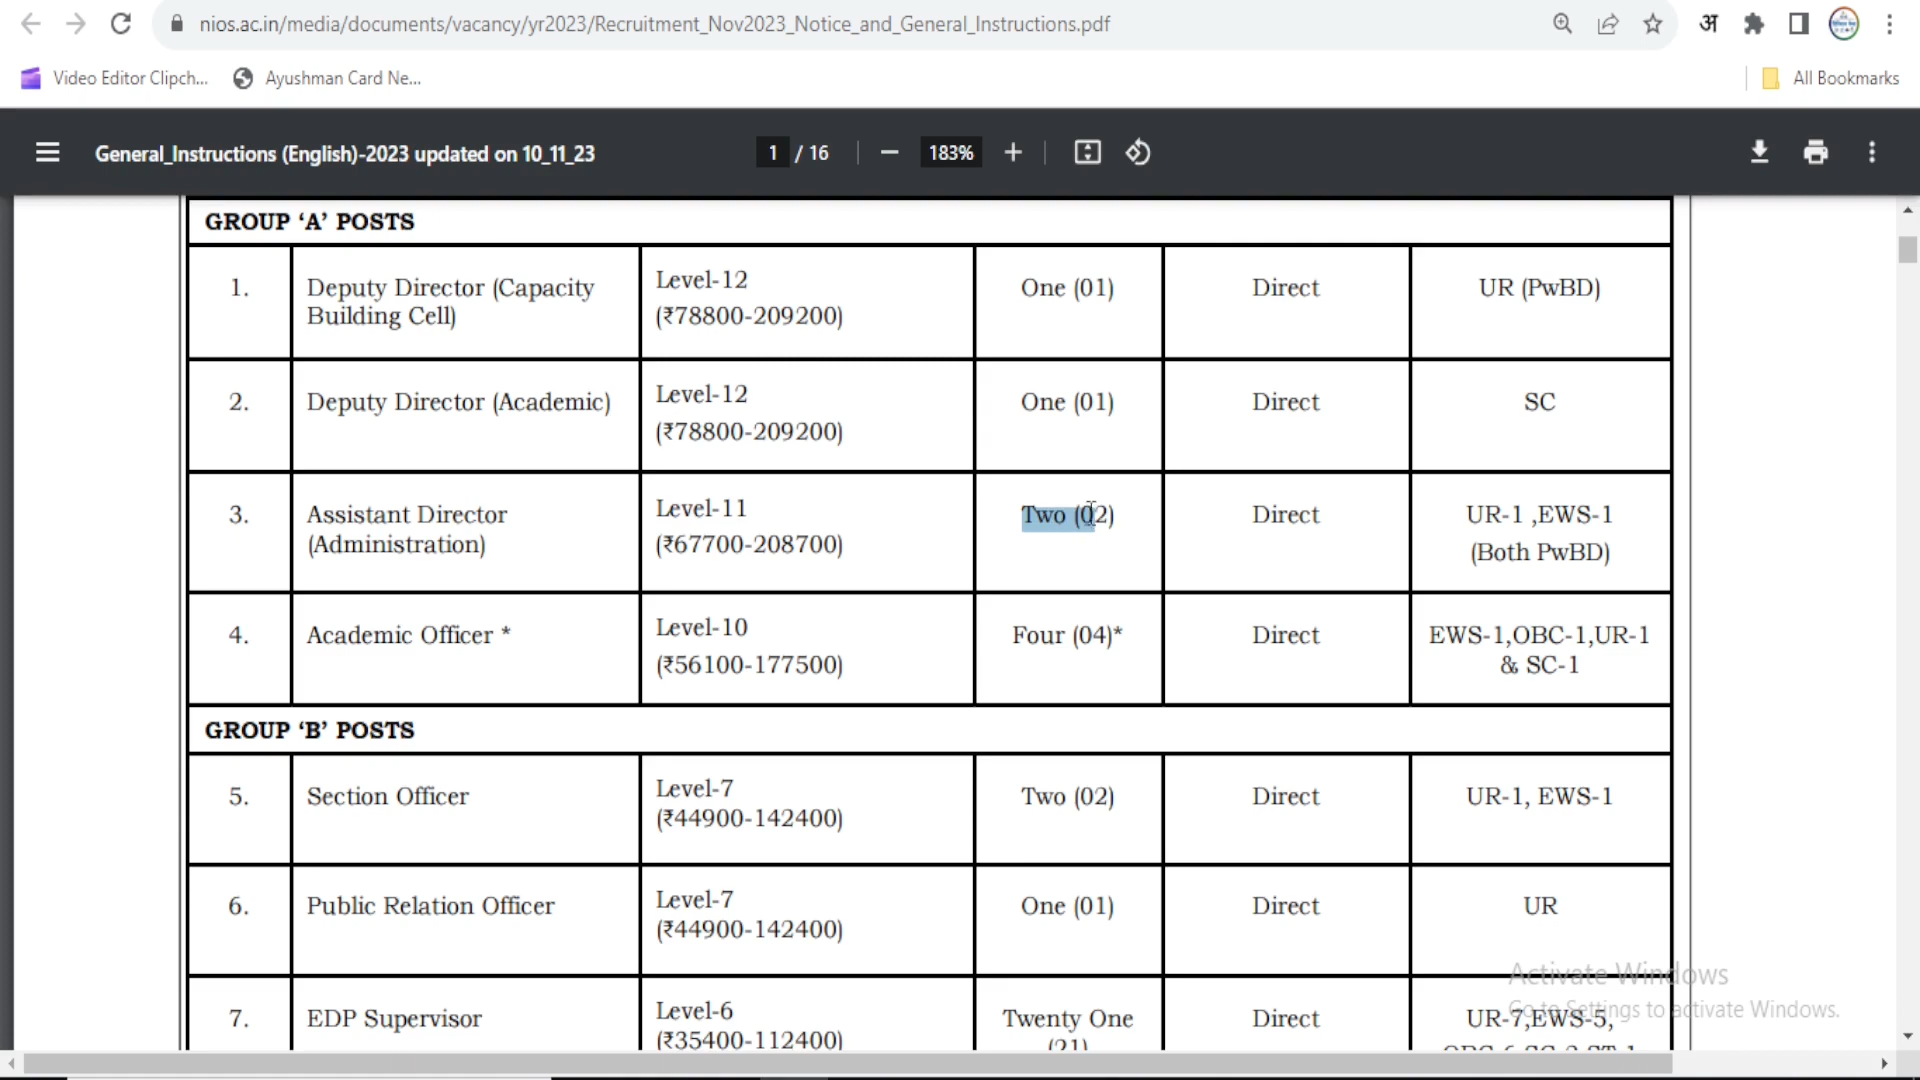 nios.ac.in/media/documents/vacancy/yr2023/Recruitment_Nov2023_Notice_and_General_Instructions.pdf
अ
Video Editor Clipch...
Ayushman Card Ne...
All Bookmarks
General_Instructions (English)-2023 updated on 10_11_23
1 / 16
183%
GROUP ‘A’ POSTS
1. Deputy Director (Capacity Building Cell) Level-12 (₹78800-209200) One (01) Direct UR (PwBD)
2. Deputy Director (Academic) Level-12 (₹78800-209200) One (01) Direct SC
3. Assistant Director (Administration) Level-11 (₹67700-208700) Two (02) Direct UR-1 ,EWS-1 (Both PwBD)
4. Academic Officer * Level-10 (₹56100-177500) Four (04)* Direct EWS-1,OBC-1,UR-1 & SC-1
GROUP ‘B’ POSTS
5. Section Officer Level-7 (₹44900-142400) Two (02) Direct UR-1, EWS-1
6. Public Relation Officer Level-7 (₹44900-142400) One (01) Direct UR
7. EDP Supervisor Level-6 (₹35400-112400) Twenty One (21) Direct UR-7,EWS-5,
Activate Windows
Go to Settings to activate Windows.